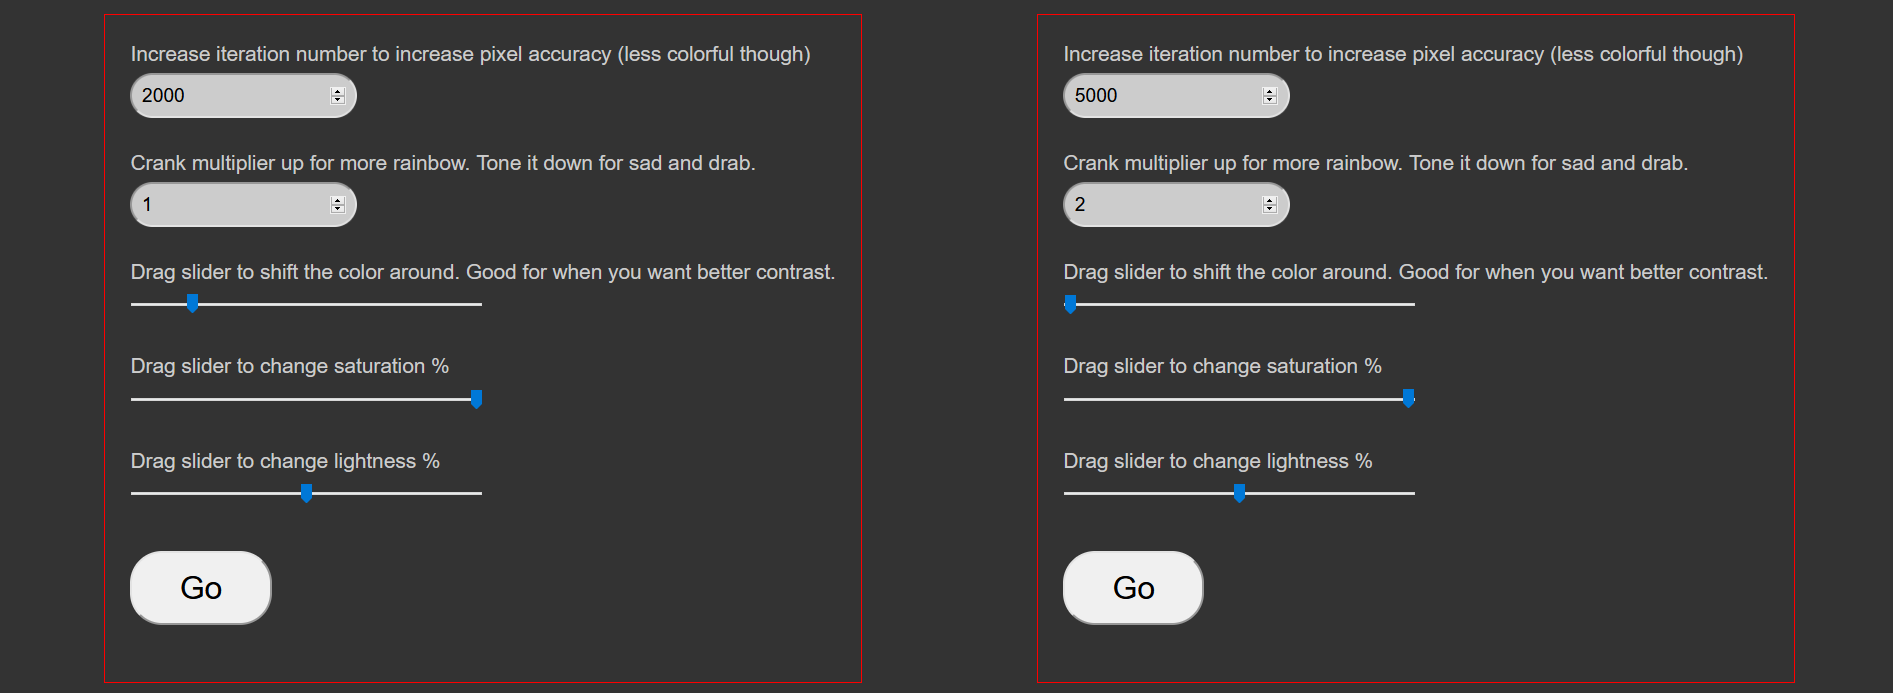 Increase iteration number to increase pixel accuracy (less colorful though)
2000
Crank multiplier up for more rainbow. Tone it down for sad and drab.
1
Drag slider to shift the color around. Good for when you want better contrast.
Drag slider to change saturation %
Drag slider to change lightness %
Go
Increase iteration number to increase pixel accuracy (less colorful though)
5000
Crank multiplier up for more rainbow. Tone it down for sad and drab.
2
Drag slider to shift the color around. Good for when you want better contrast.
Drag slider to change saturation %
Drag slider to change lightness %
Go